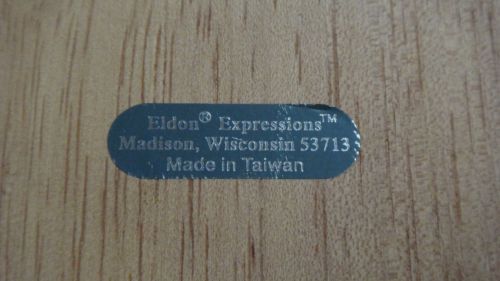 Eldon® Expressions™
Madison, Wisconsin 53713
Made in Taiwan